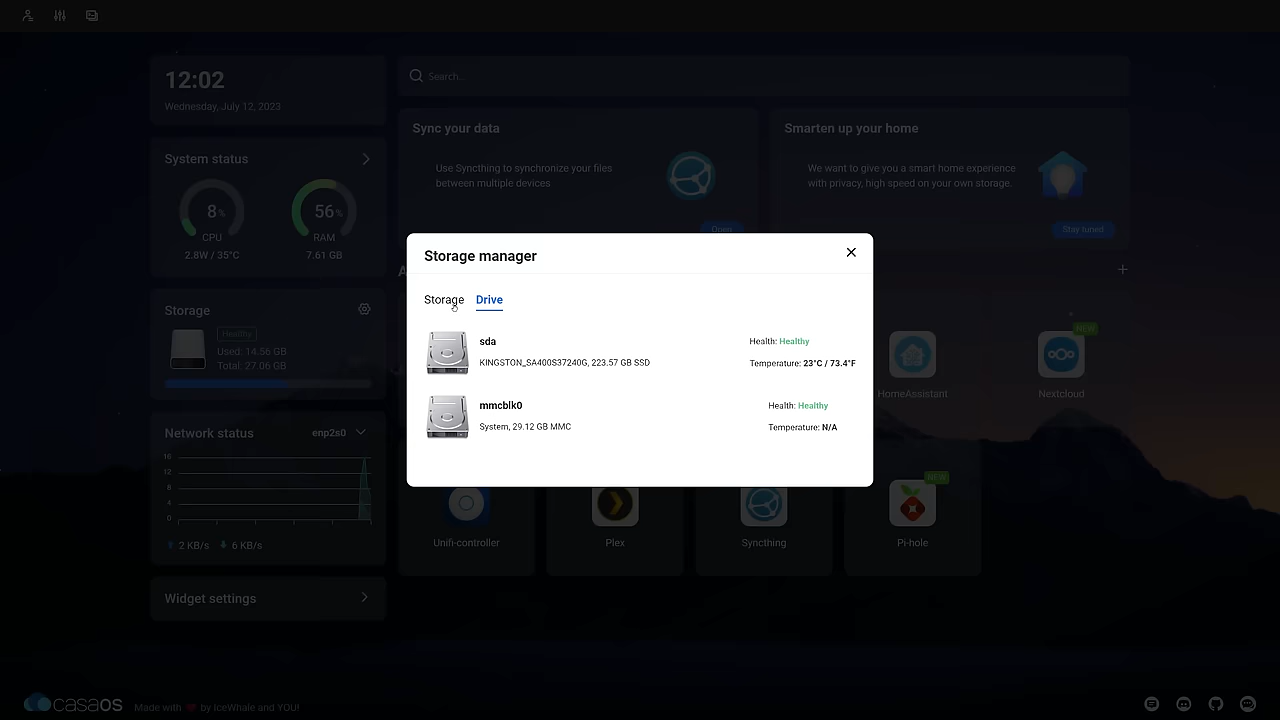 12:02
Wednesday, July 12, 2023
Search..
Sync your data
Use Syncthing to synchronize your files
between multiple devices
Open
Smarten up your home
We want to give you a smart home experience
with privacy, high speed on your own storage.
Stay tuned
System status
8%
CPU
2.8W / 35°C
56%
RAM
7.61 GB
A
Storage manager
Storage
Drive
sda
KINGSTON_SA400S37240G, 223.57 GB SSD
Health: Healthy
Temperature: 23°C / 73.4°F
mmcblk0
System, 29.12 GB MMC
Health: Healthy
Temperature: N/A
Storage
Healthy
Used: 14.56 GB
Total: 27.06 GB
NEW
HomeAssistant
Nextcloud
Network status
enp2s0
16
12
8
4
0
2 KB/s
6 KB/s
NEW
Unifi-controller
Plex
Syncthing
Pi-hole
Widget settings
casaOS
Made with
by IceWhale and YOU!